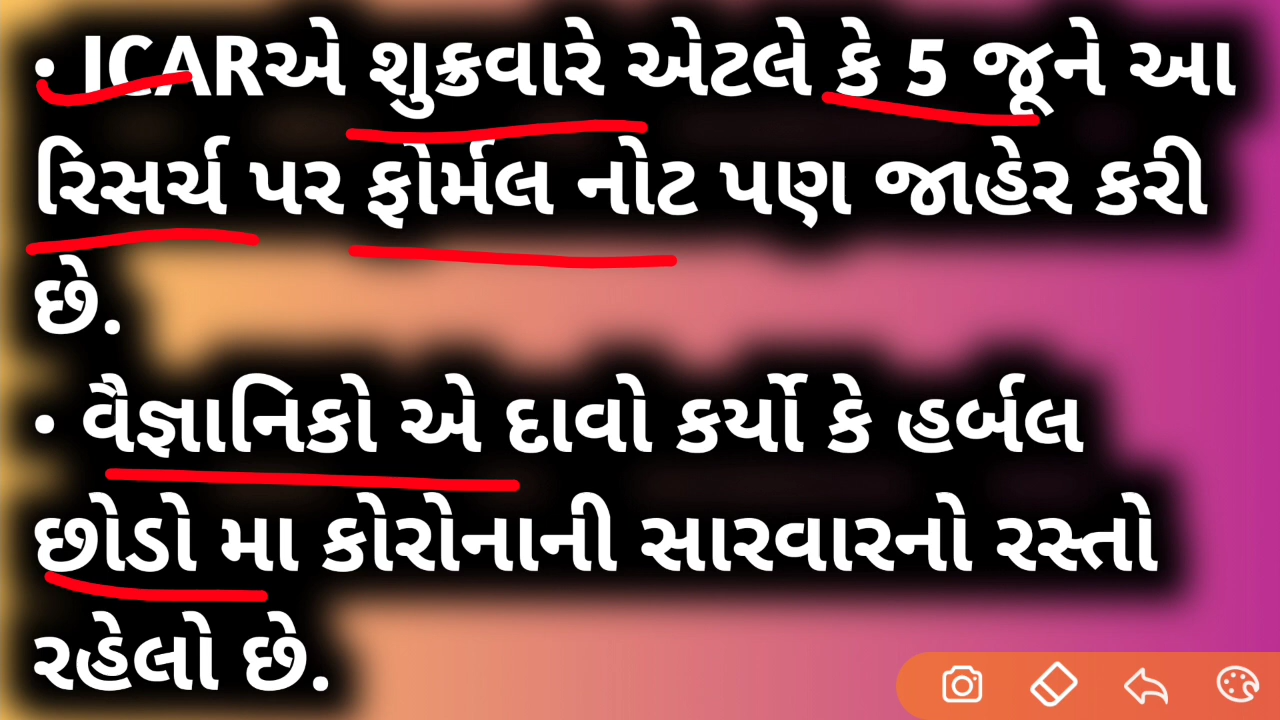 • ICARએ શુક્રવારે એટલે કે 5 જૂને આ
રિસર્ચ પર ફોર્મલ નોટ પણ જાહેર કરી
છે.
• વૈજ્ઞાનિકો એ દાવો કર્યો કે હર્બલ
છોડો મા કોરોનાની સારવારનો રસ્તો
રહેલો છે.